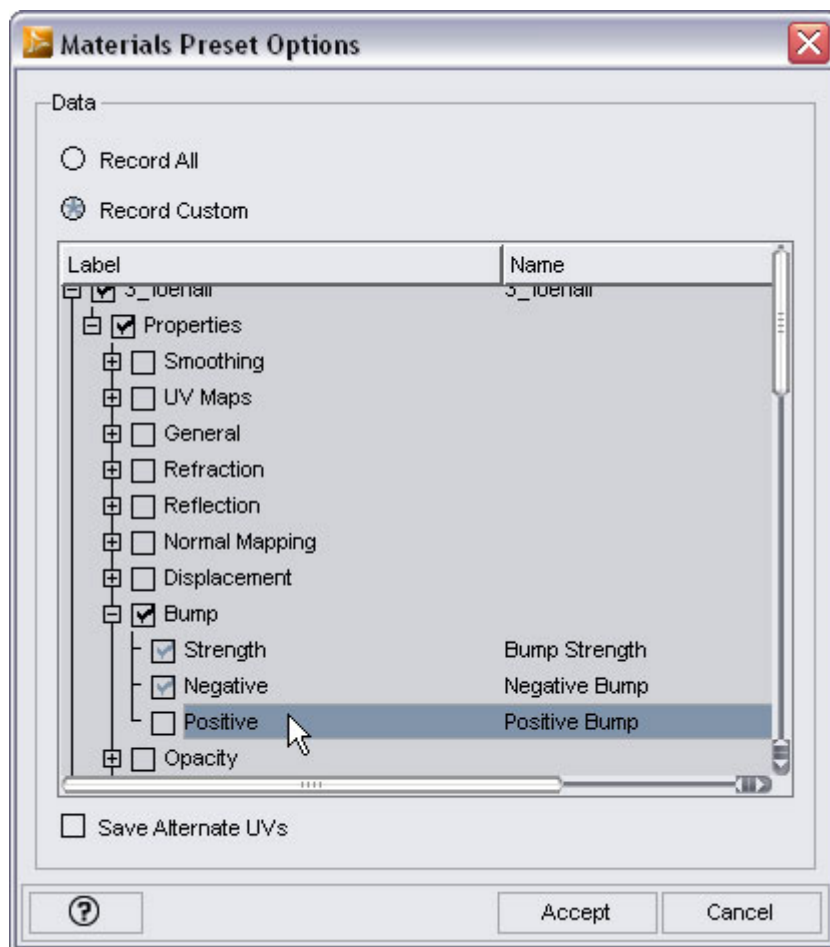 Materials Preset Options
Data
Record All
Record Custom
Label Name
Properties
Smoothing
UV Maps
General
Refraction
Reflection
Normal Mapping
Displacement
Bump
Strength Bump Strength
Negative Negative Bump
Positive Positive Bump
Opacity
Save Alternate UVs
? Accept Cancel